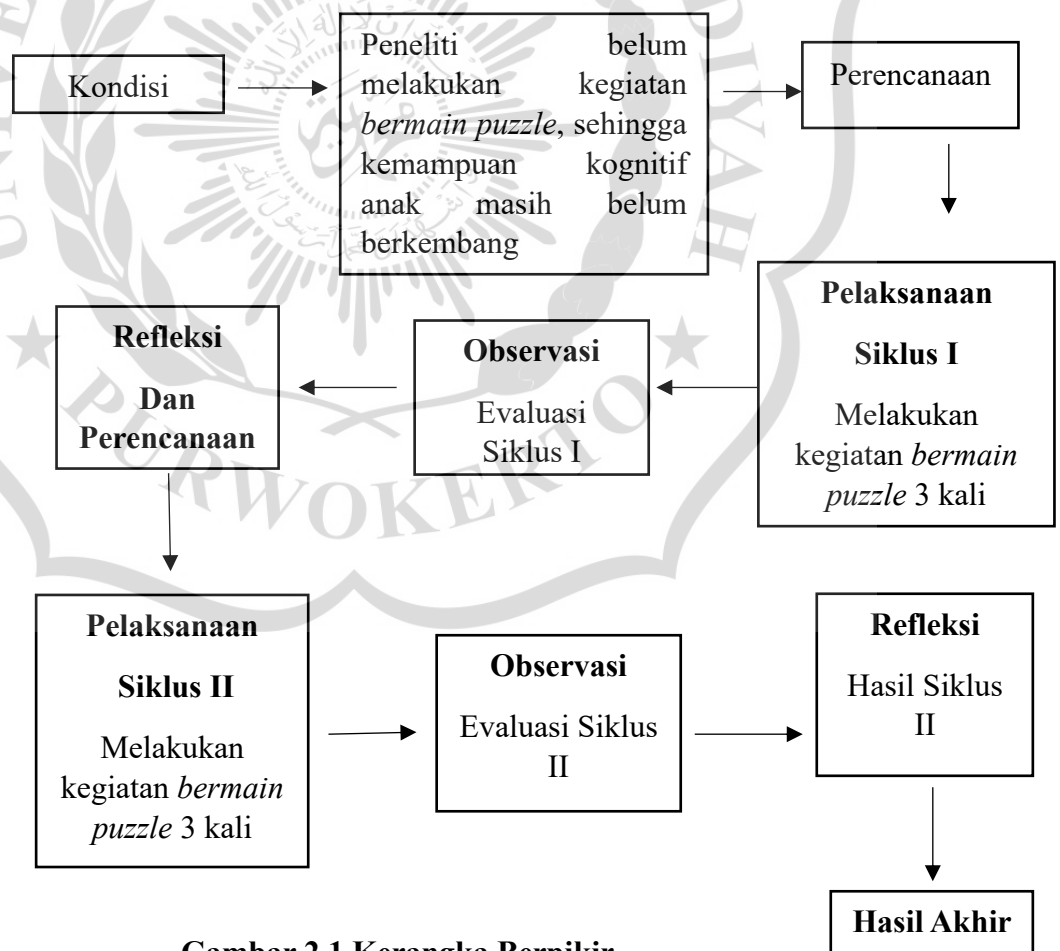 Kondisi
Peneliti belum
melakukan kegiatan
bermain puzzle, sehingga
kemampuan kognitif
anak masih belum
berkembang
Perencanaan
Pelaksanaan
Siklus I
Melakukan
kegiatan bermain
puzzle 3 kali
Observasi
Evaluasi
Siklus I
Refleksi
Dan
Perencanaan
Pelaksanaan
Siklus II
Melakukan
kegiatan bermain
puzzle 3 kali
Observasi
Evaluasi Siklus
II
Refleksi
Hasil Siklus
II
Hasil Akhir
Gambar 2.1 Kerangka Berpikir
PURWOKERTO